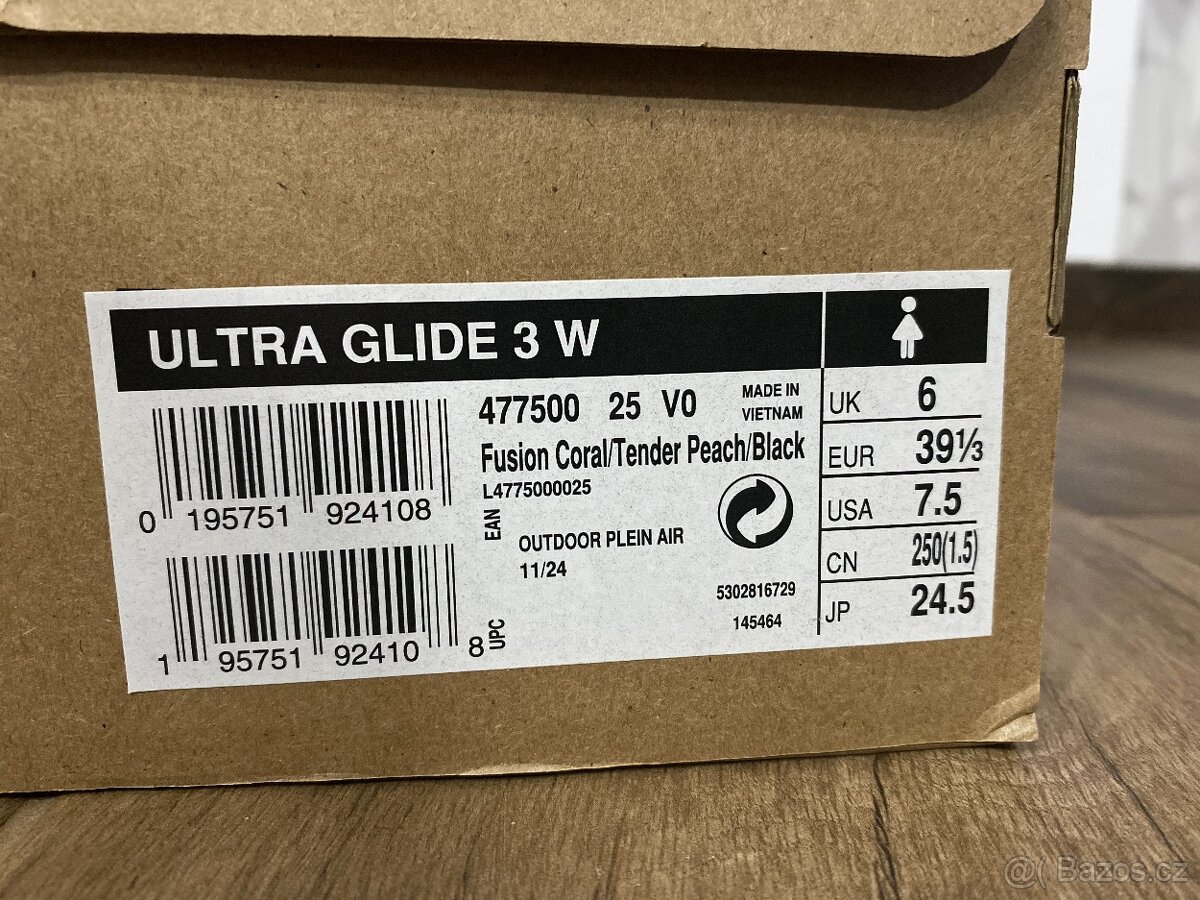 ULTRA GLIDE 3 W
477500 25 V0
MADE IN
VIETNAM
Fusion Coral/Tender Peach/Black
L4775000025
EAN
0 195751 924108
OUTDOOR PLEIN AIR
11/24
5302816729
145464
1 95751 92410 8
UPC
UK 6
EUR 39⅓
USA 7.5
CN 250(1.5)
JP 24.5
@( Bazos.cz